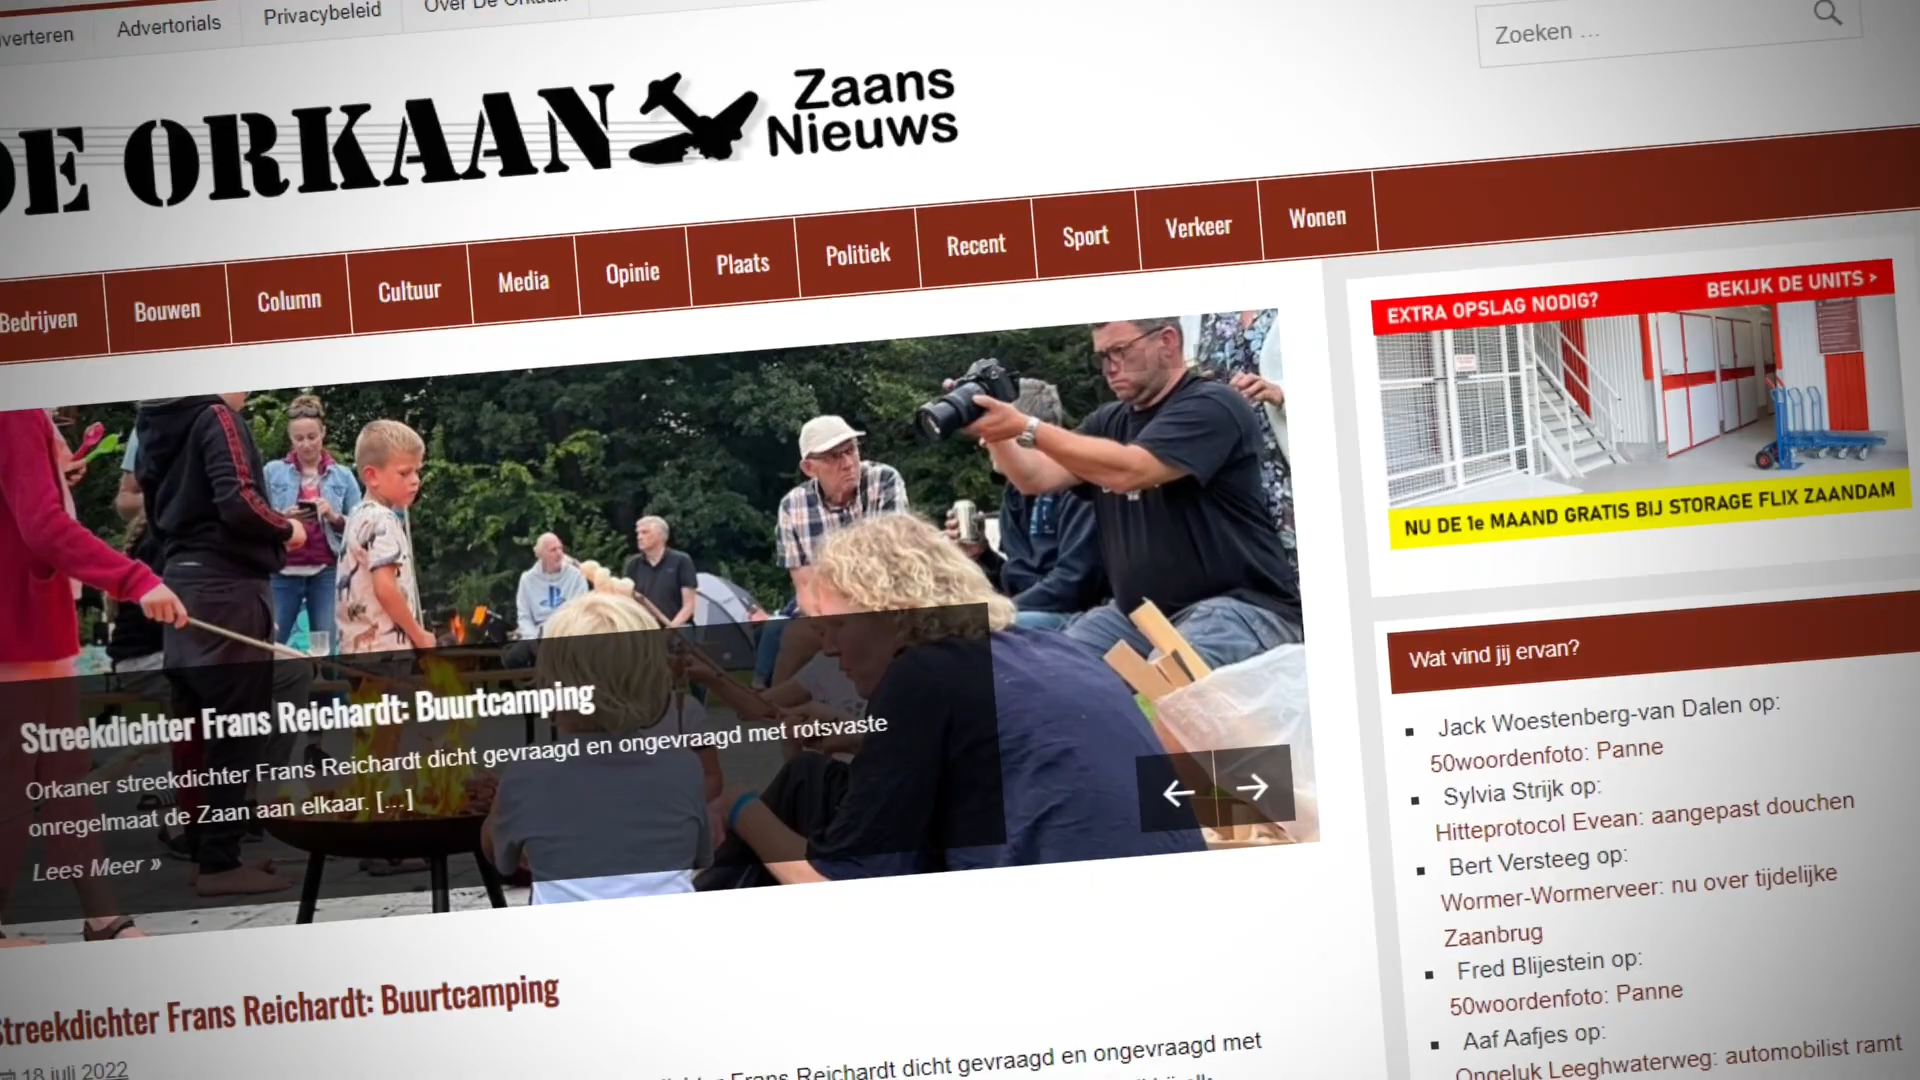 Advertorials
Privacybeleid
Over De Orkaan
Zoeken ...
DE ORKAAN
Zaans
Nieuws
Bedrijven
Bouwen
Column
Cultuur
Media
Opinie
Plaats
Politiek
Recent
Sport
Verkeer
Wonen
EXTRA OPSLAG NODIG?
BEKIJK DE UNITS >
NU DE 1e MAAND GRATIS BIJ STORAGE FLIX ZAANDAM
Streekdichter Frans Reichardt: Buurtcamping
Orkaner streekdichter Frans Reichardt dicht gevraagd en ongevraagd met rotsvaste
onregelmaat de Zaan aan elkaar. [...]
Lees Meer »
Wat vind jij ervan?
Jack Woestenberg-van Dalen op:
50woordenfoto: Panne
Sylvia Strijk op:
Hitteprotocol Evean: aangepast douchen
Bert Versteeg op:
Wormer-Wormerveer: nu over tijdelijke
Zaanbrug
Fred Blijestein op:
50woordenfoto: Panne
Aaf Aafjes op:
Ongeluk Leeghwaterweg: automobilist ramt
Streekdichter Frans Reichardt: Buurtcamping
18 juli 2022
Frans Reichardt dicht gevraagd en ongevraagd met